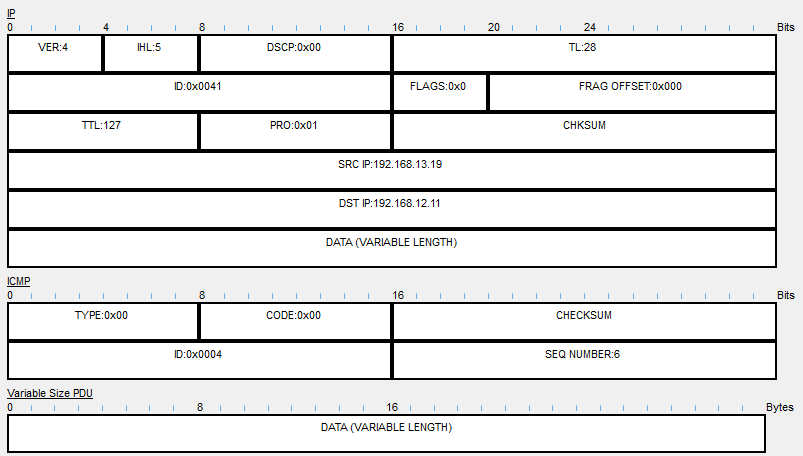 IP
0 4 8 16 20 24 Bits
VER:4 IHL:5 DSCP:0x00 TL:28
ID:0x0041 FLAGS:0x0 FRAG OFFSET:0x000
TTL:127 PRO:0x01 CHKSUM
SRC IP:192.168.13.19
DST IP:192.168.12.11
DATA (VARIABLE LENGTH)
ICMP
0 8 16 Bits
TYPE:0x00 CODE:0x00 CHECKSUM
ID:0x0004 SEQ NUMBER:6
Variable Size PDU
0 8 16 Bytes
DATA (VARIABLE LENGTH)